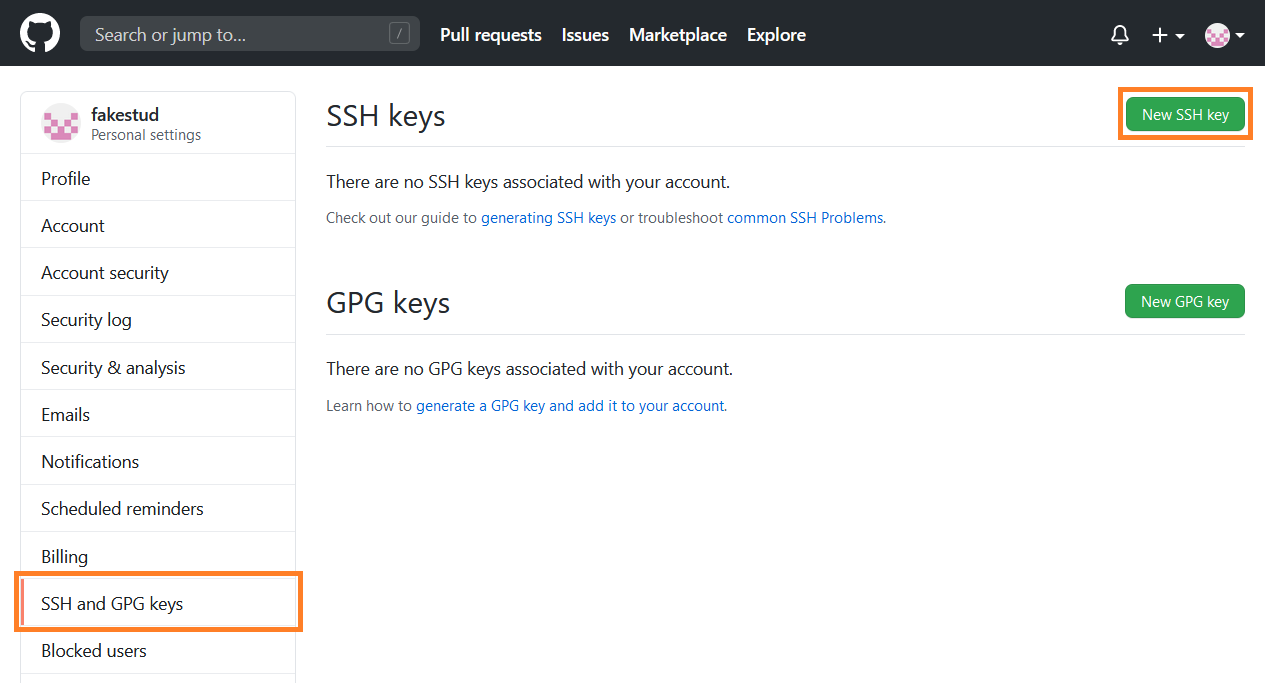 Search or jump to... /
Pull requests
Issues
Marketplace
Explore
fakestud
Personal settings
Profile
Account
Account security
Security log
Security & analysis
Emails
Notifications
Scheduled reminders
Billing
SSH and GPG keys
Blocked users
SSH keys
New SSH key
There are no SSH keys associated with your account.
Check out our guide to generating SSH keys or troubleshoot common SSH Problems.
GPG keys
New GPG key
There are no GPG keys associated with your account.
Learn how to generate a GPG key and add it to your account.